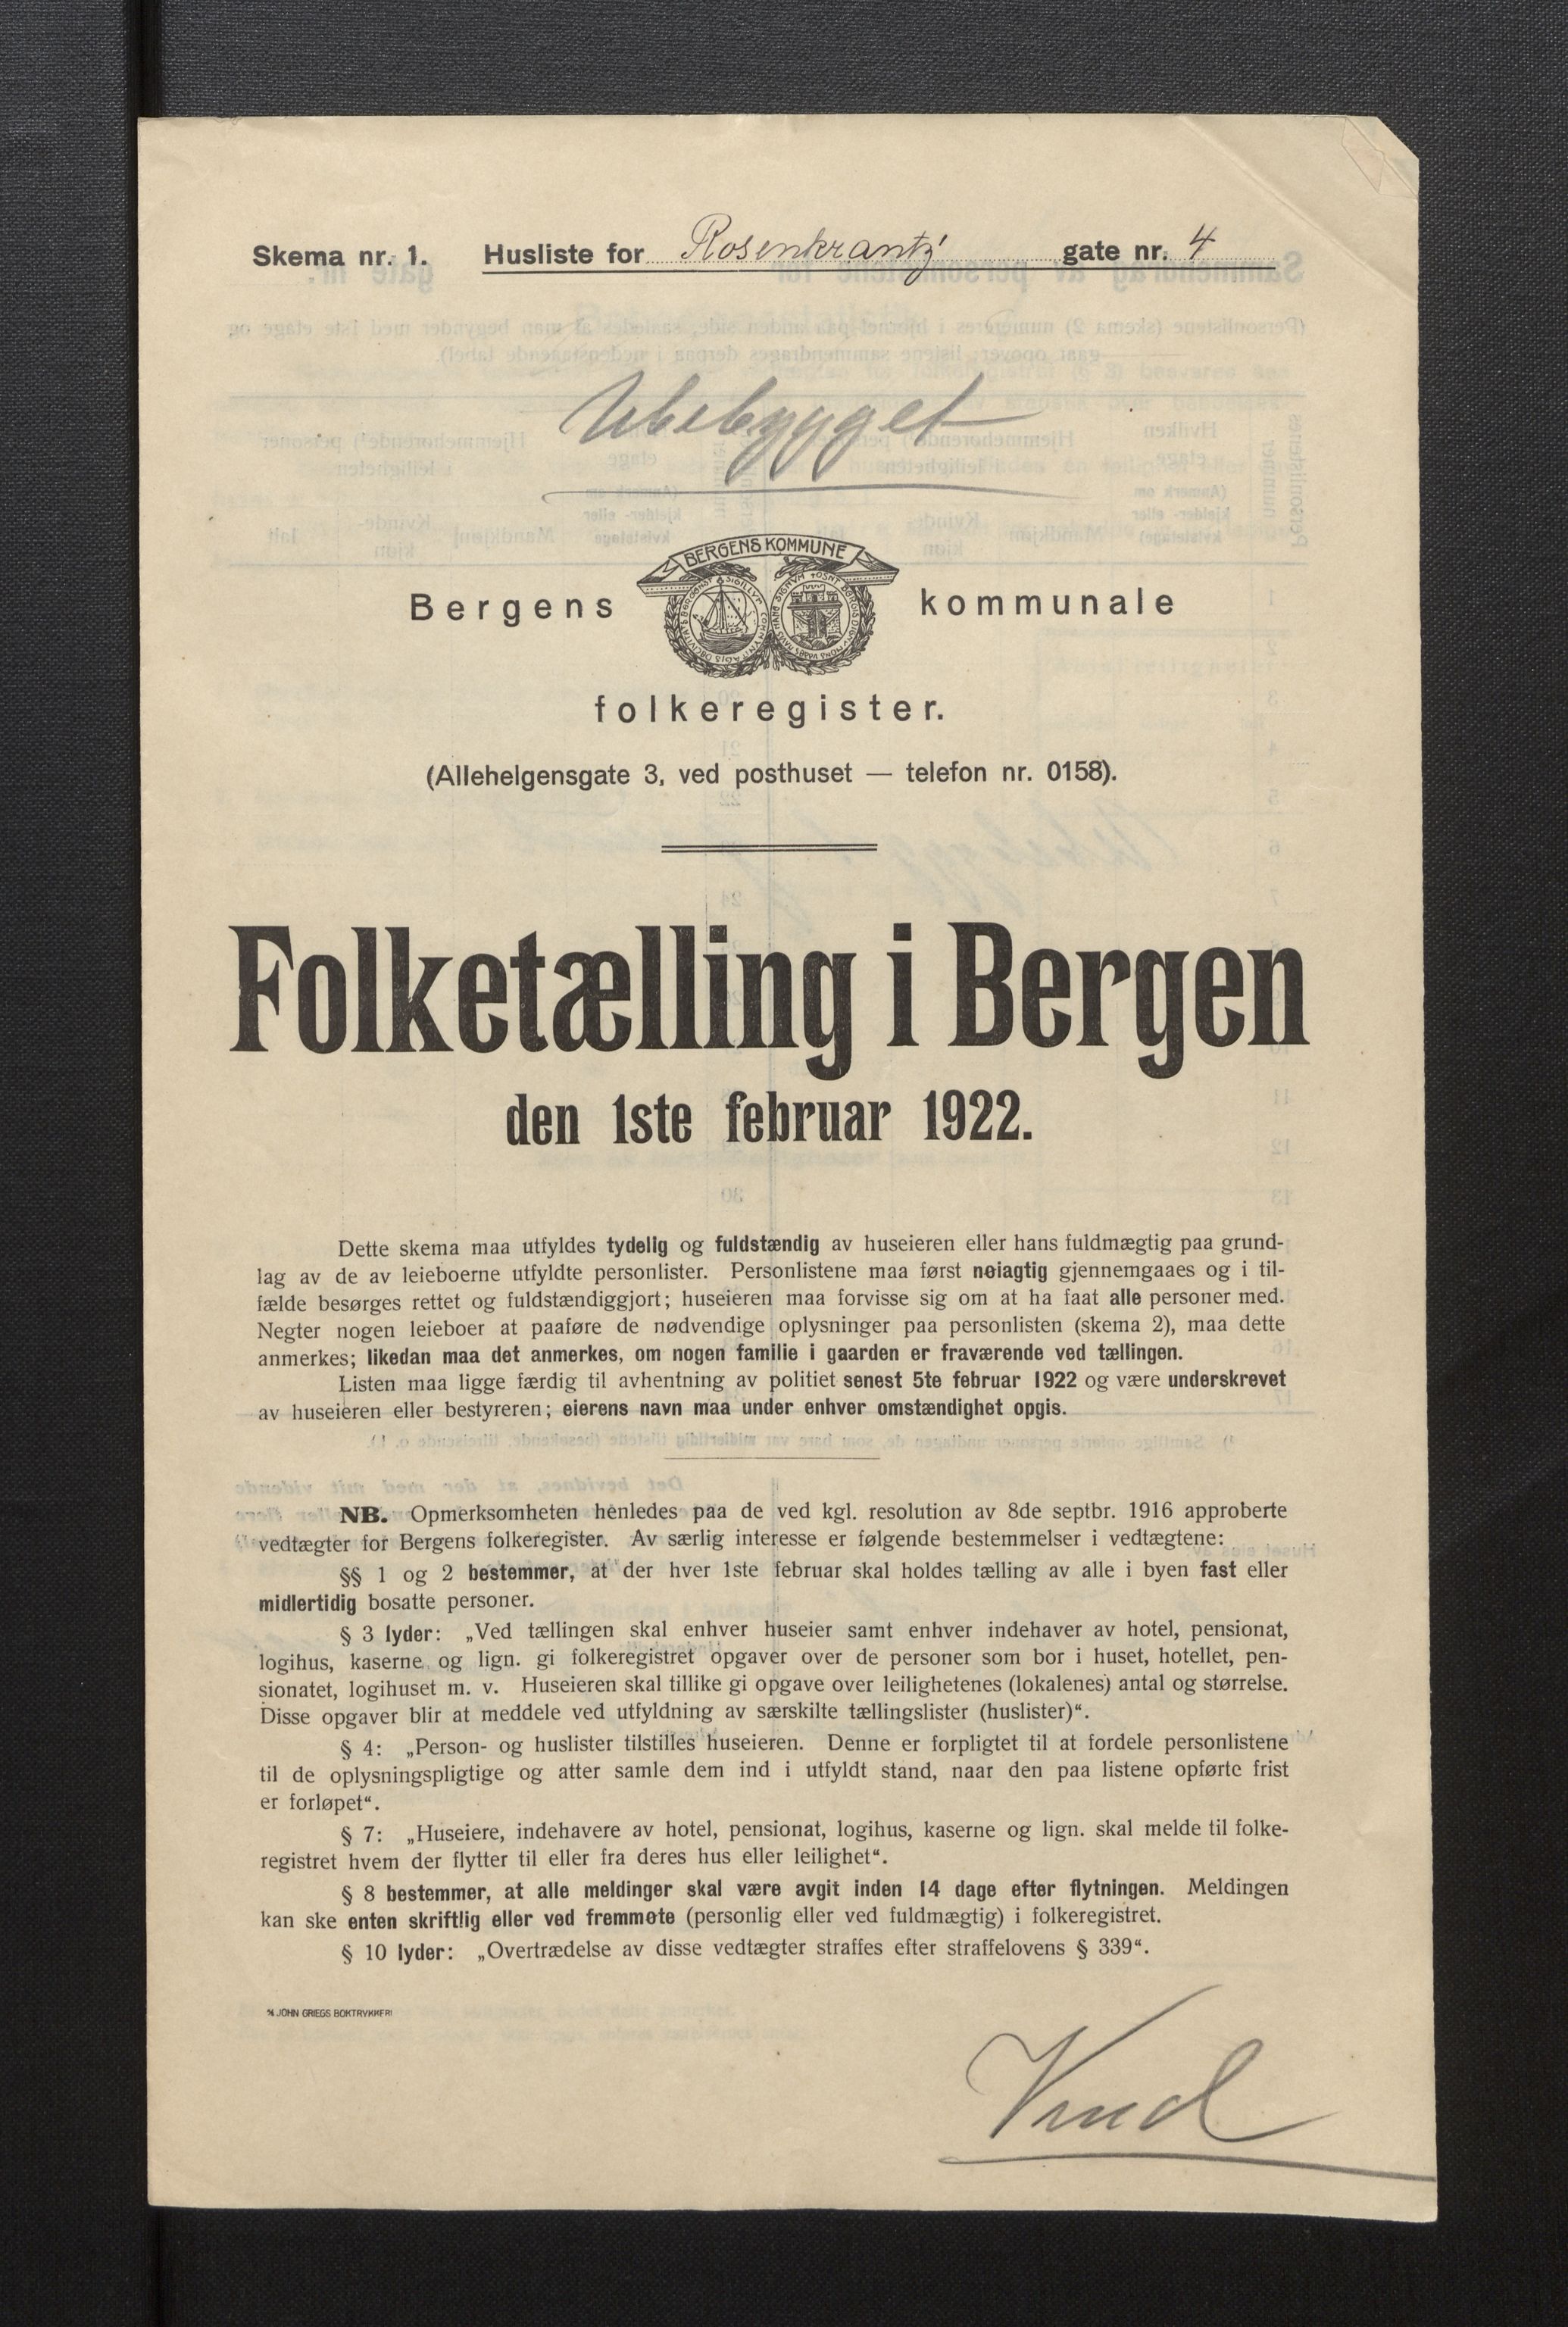 Skema nr. 1. Husliste for Rosenkrantz gate nr. 4
Ubebygget
BERGENS KOMMUNE
Bergens kommunale
folkeregister.
(Allehelgensgate 3, ved posthuset — telefon nr. 0158).
Folketælling i Bergen
den 1ste februar 1922.
Dette skema maa utfyldes tydelig og fuldstændig av huseieren eller hans fuldmægtig paa grund-
lag av de av leieboerne utfyldte personlister. Personlistene maa først nøiagtig gjennemgaaes og i til-
fælde besørges rettet og fuldstændiggjort; huseieren maa forvisse sig om at ha faat alle personer med.
Negter nogen leieboer at paaføre de nødvendige oplysninger paa personlisten (skema 2), maa dette
anmerkes; likedan maa det anmerkes, om nogen familie i gaarden er fraværende ved tællingen.
Listen maa ligge færdig til avhentning av politiet senest 5te februar 1922 og være underskrevet
av huseieren eller bestyreren; eierens navn maa under enhver omstændighet opgis.
NB. Opmerksomheten henledes paa de ved kgl. resolution av 8de septbr. 1916 approberte
vedtægter for Bergens folkeregister. Av særlig interesse er følgende bestemmelser i vedtægtene:
§§ 1 og 2 bestemmer, at der hver 1ste februar skal holdes tælling av alle i byen fast eller
midlertidig bosatte personer.
§ 3 lyder: „Ved tællingen skal enhver huseier samt enhver indehaver av hotel, pensionat,
logihus, kaserne og lign. gi folkeregistret opgaver over de personer som bor i huset, hotellet, pen-
sionatet, logihuset m. v. Huseieren skal tillike gi opgave over leilighetenes (lokalenes) antal og størrelse.
Disse opgaver blir at meddele ved utfyldning av særskilte tællingslister (huslister)“.
§ 4: „Person- og huslister tilstilles huseieren. Denne er forpligtet til at fordele personlistene
til de oplysningspligtige og atter samle dem ind i utfyldt stand, naar den paa listene opførte frist
er forløpet“.
§ 7: „Huseiere, indehavere av hotel, pensionat, logihus, kaserne og lign. skal melde til folke-
registret hvem der flytter til eller fra deres hus eller leilighet“.
§ 8 bestemmer, at alle meldinger skal være avgit inden 14 dage efter flytningen. Meldingen
kan ske enten skriftlig eller ved fremmøte (personlig eller ved fuldmægtig) i folkeregistret.
§ 10 lyder: „Overtrædelse av disse vedtægter straffes efter straffelovens § 339“.
JOHN GRIEGS BOKTRYKKERI
Vend